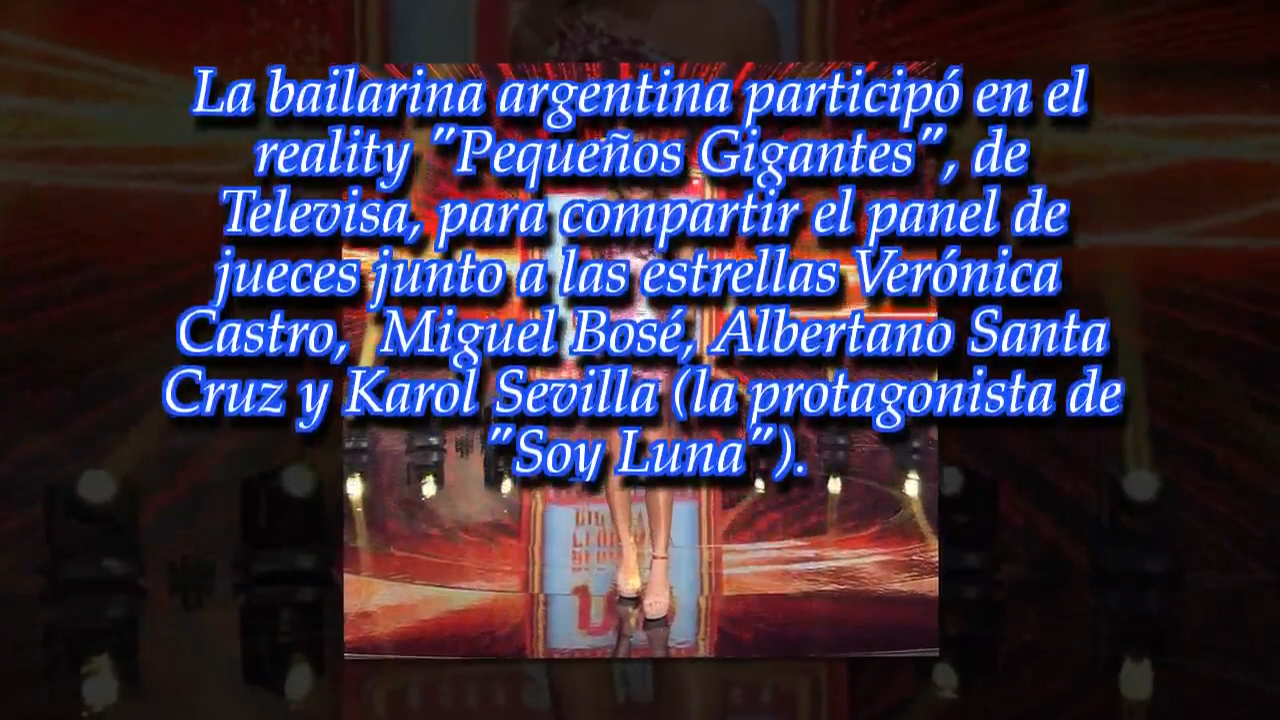 La bailarina argentina participó en el
reality "Pequeños Gigantes", de
Televisa, para compartir el panel de
jueces junto a las estrellas Verónica
Castro, Miguel Bosé, Albertano Santa
Cruz y Karol Sevilla (la protagonista de
"Soy Luna").